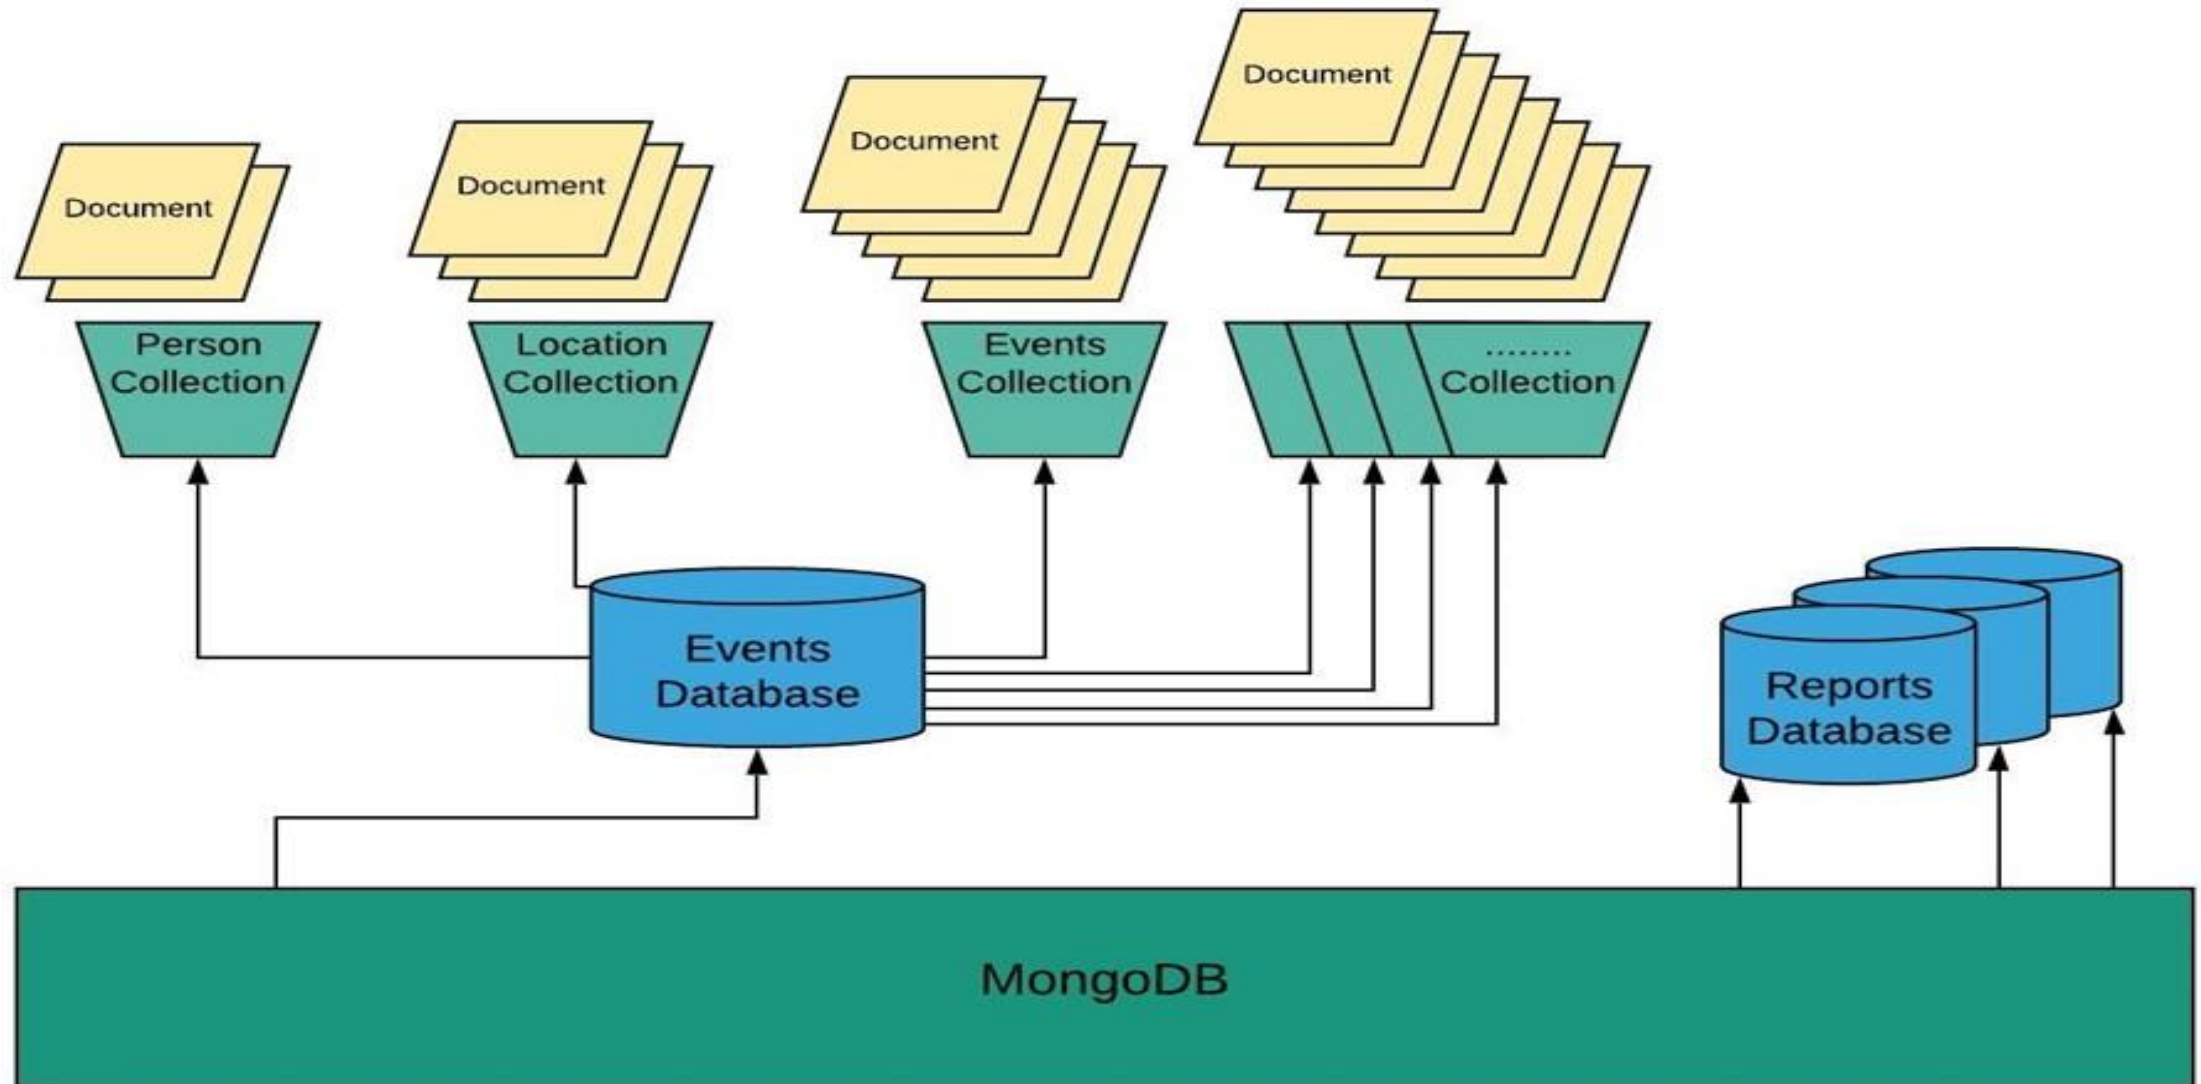 Document
Document
Document
Document
Person
Collection
Location
Collection
Events
Collection
........
Collection
Events
Database
Reports
Database
MongoDB